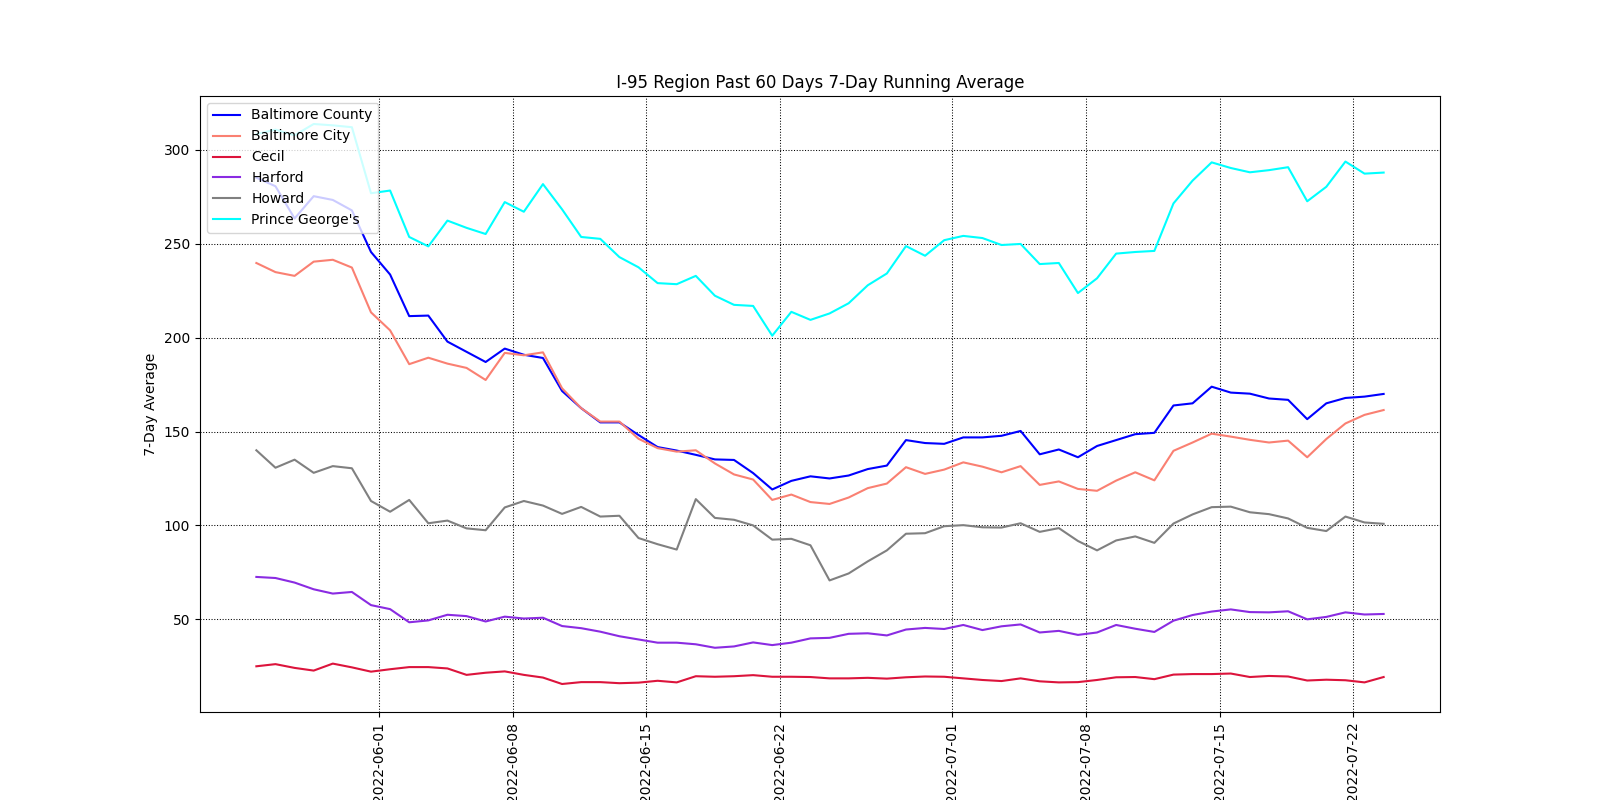 I-95 Region Past 60 Days 7-Day Running Average
Baltimore County
Baltimore City
Cecil
Harford
Howard
Prince George's
300
250
200
150
100
50
7-Day Average
2022-06-01
2022-06-08
2022-06-15
2022-06-22
2022-07-01
2022-07-08
2022-07-15
2022-07-22